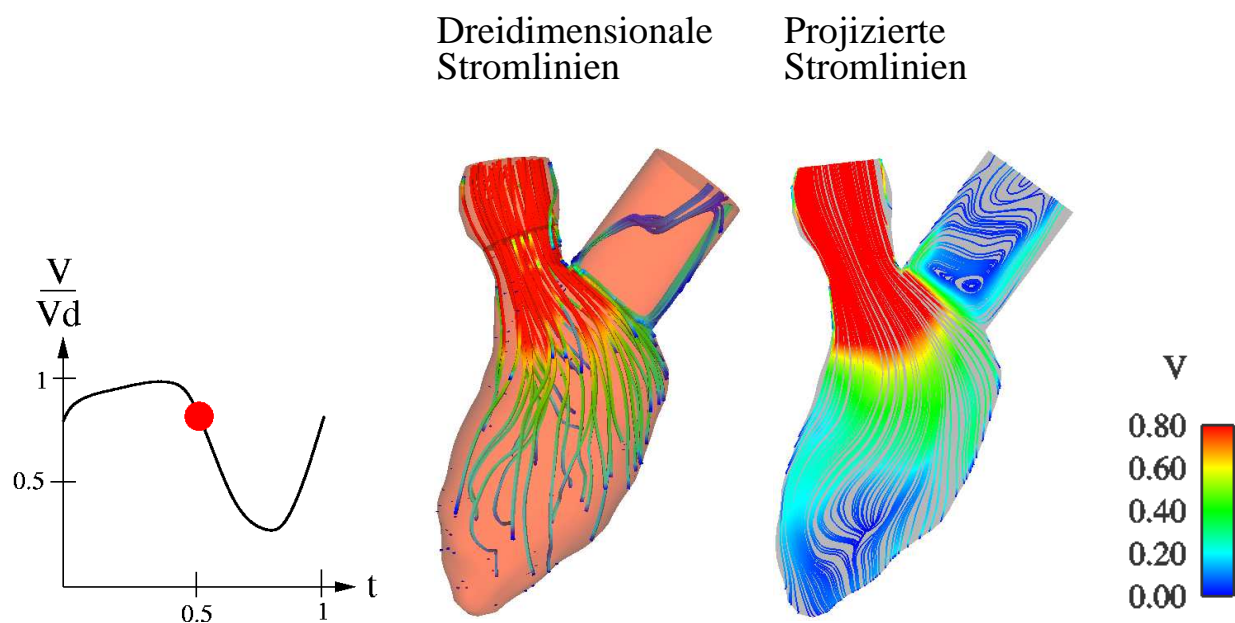 Dreidimensionale
Stromlinien
Projizierte
Stromlinien
V
Vd
1
0.5
0.5
1
t
v
0.80
0.60
0.40
0.20
0.00